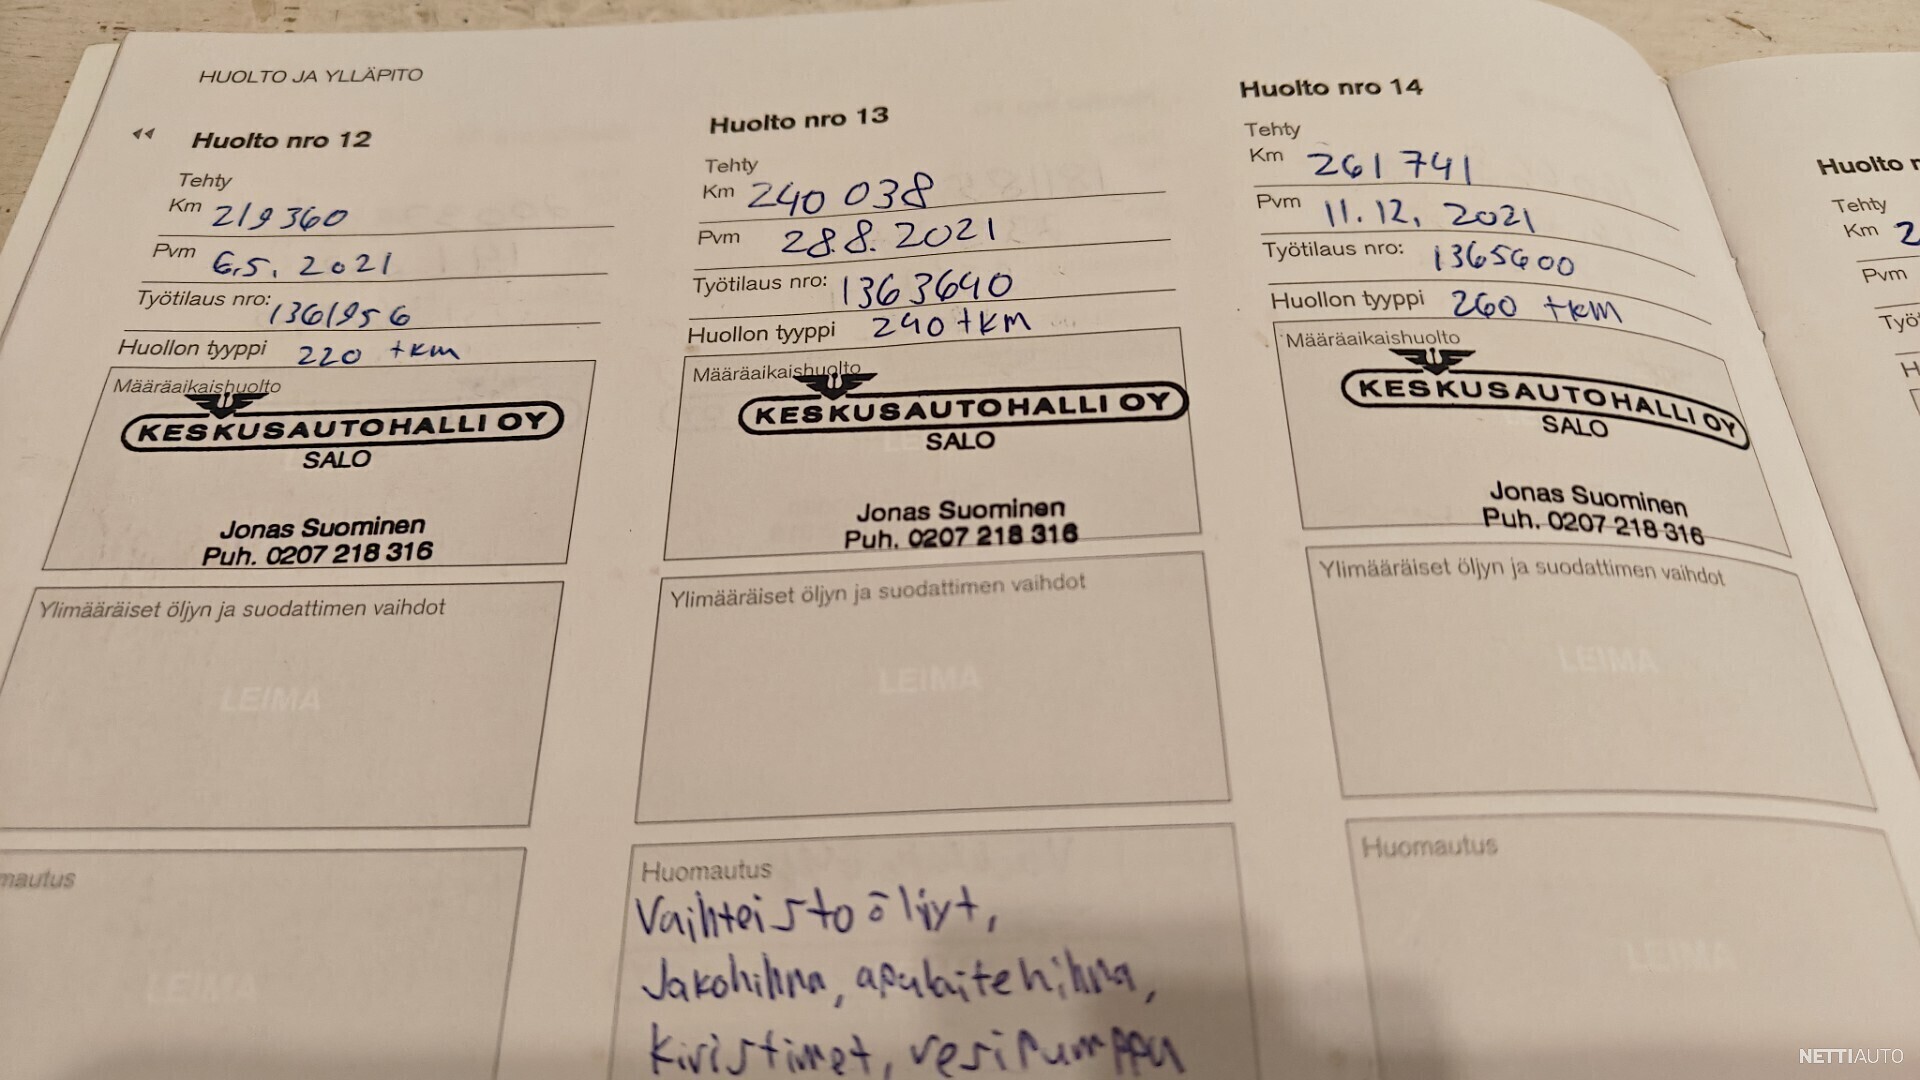 HUOLTO JA YLLÄPITO
Huolto nro 12
Tehty
Km 219360
Pvm 6.5. 2021
Työtilaus nro: 1361956
Huollon tyyppi 220 tkm
Määräaikaishuolto
KESKUSAUTOHALLI OY
SALO
Jonas Suominen
Puh. 0207 218 316
Ylimääräiset öljyn ja suodattimen vaihdot
LEIMA
mautus
LEIMA
Huolto nro 13
Tehty
Km 240 038
Pvm 28.8. 2021
Työtilaus nro: 1363640
Huollon tyyppi 240 tkm
Määräaikaishuolto
KESKUSAUTOHALLI OY
SALO
Jonas Suominen
Puh. 0207 218 316
Ylimääräiset öljyn ja suodattimen vaihdot
LEIMA
Huomautus
Vaihteisto öljyt,
Jakohihna, apulaitehihna,
Kiristimet, vesipumppu
Huolto nro 14
Tehty
Km 261 741
Pvm 11.12. 2021
Työtilaus nro: 1365600
Huollon tyyppi 260 tkm
Määräaikaishuolto
KESKUSAUTOHALLI OY
SALO
Jonas Suominen
Puh. 0207 218 316
Ylimääräiset öljyn ja suodattimen vaihdot
LEIMA
Huomautus
LEIMA
Huolto n
Tehty
Km 2
Pvm
Työ
H
NETTIAUTO